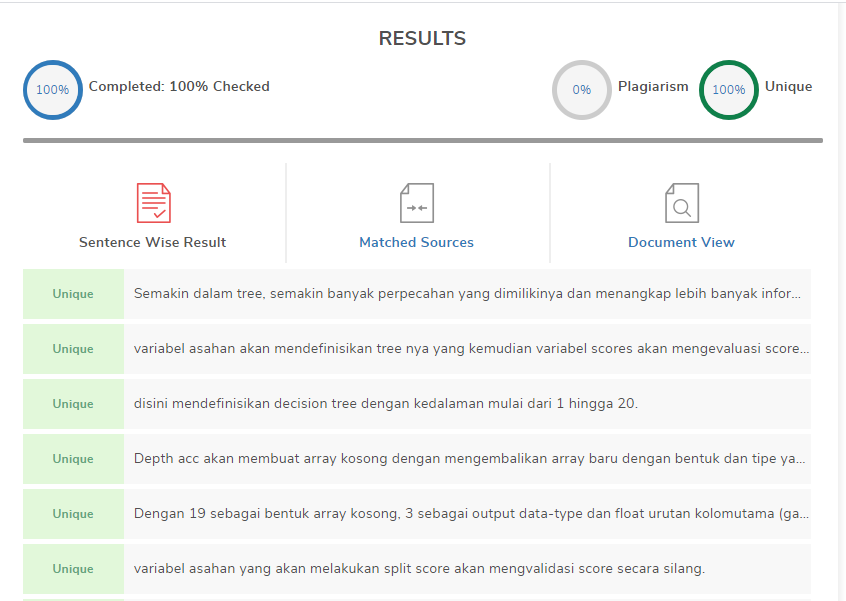 RESULTS
100% Completed: 100% Checked 0% Plagiarism 100% Unique
Sentence Wise Result Matched Sources Document View
Unique Semakin dalam tree, semakin banyak perpecahan yang dimilikinya dan menangkap lebih banyak infor...
Unique variabel asahan akan mendefinisikan tree nya yang kemudian variabel scores akan mengevaluasi score...
Unique disini mendefinisikan decision tree dengan kedalaman mulai dari 1 hingga 20.
Unique Depth acc akan membuat array kosong dengan mengembalikan array baru dengan bentuk dan tipe ya...
Unique Dengan 19 sebagai bentuk array kosong, 3 sebagai output data-type dan float urutan kolomutama (ga...
Unique variabel asahan yang akan melakukan split score akan mengvalidasi score secara silang.